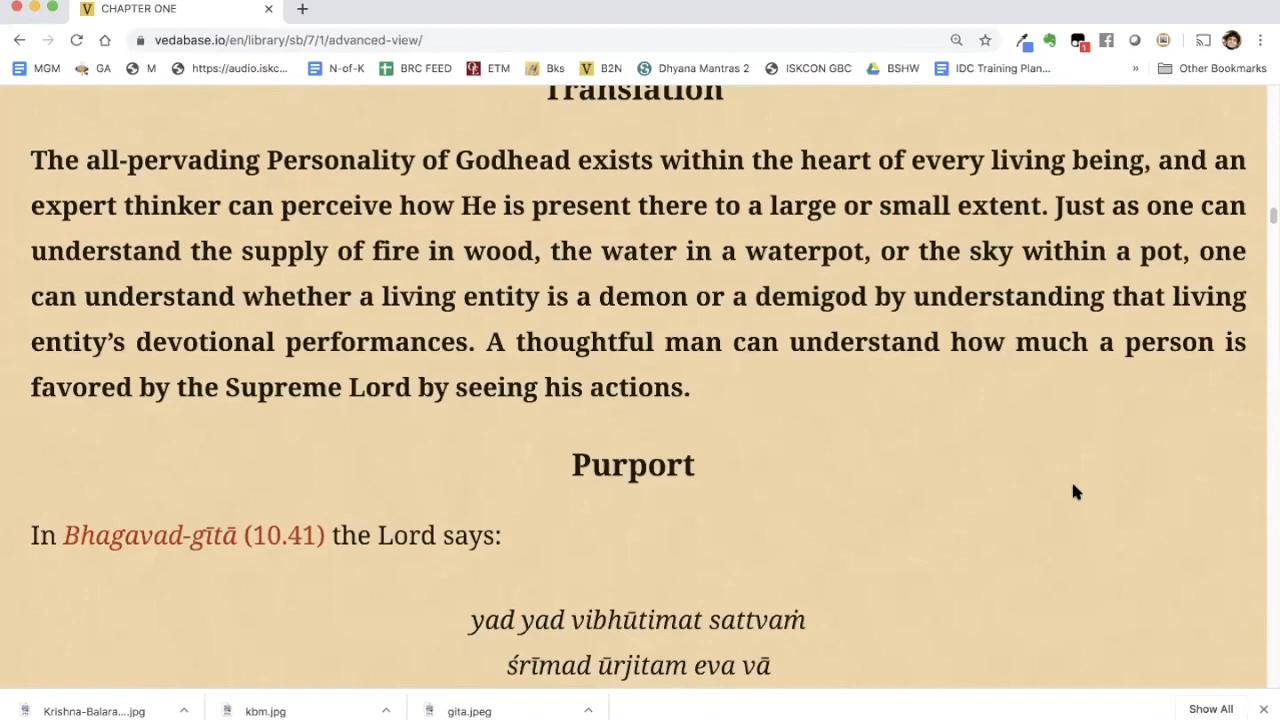 CHAPTER ONE
vedabase.io/en/library/sb/7/1/advanced-view/
MGM GA M https://audio.iskc... N-of-K BRC FEED ETM Bks B2N Dhyana Mantras 2 ISKCON GBC BSHW IDC Training Plan... » Other Bookmarks
Translation
The all-pervading Personality of Godhead exists within the heart of every living being, and an
expert thinker can perceive how He is present there to a large or small extent. Just as one can
understand the supply of fire in wood, the water in a waterpot, or the sky within a pot, one
can understand whether a living entity is a demon or a demigod by understanding that living
entity’s devotional performances. A thoughtful man can understand how much a person is
favored by the Supreme Lord by seeing his actions.
Purport
In Bhagavad-gītā (10.41) the Lord says:
yad yad vibhūtimat sattvaṁ
śrīmad ūrjitam eva vā
Krishna-Balara....jpg kbm.jpg gita.jpeg Show All